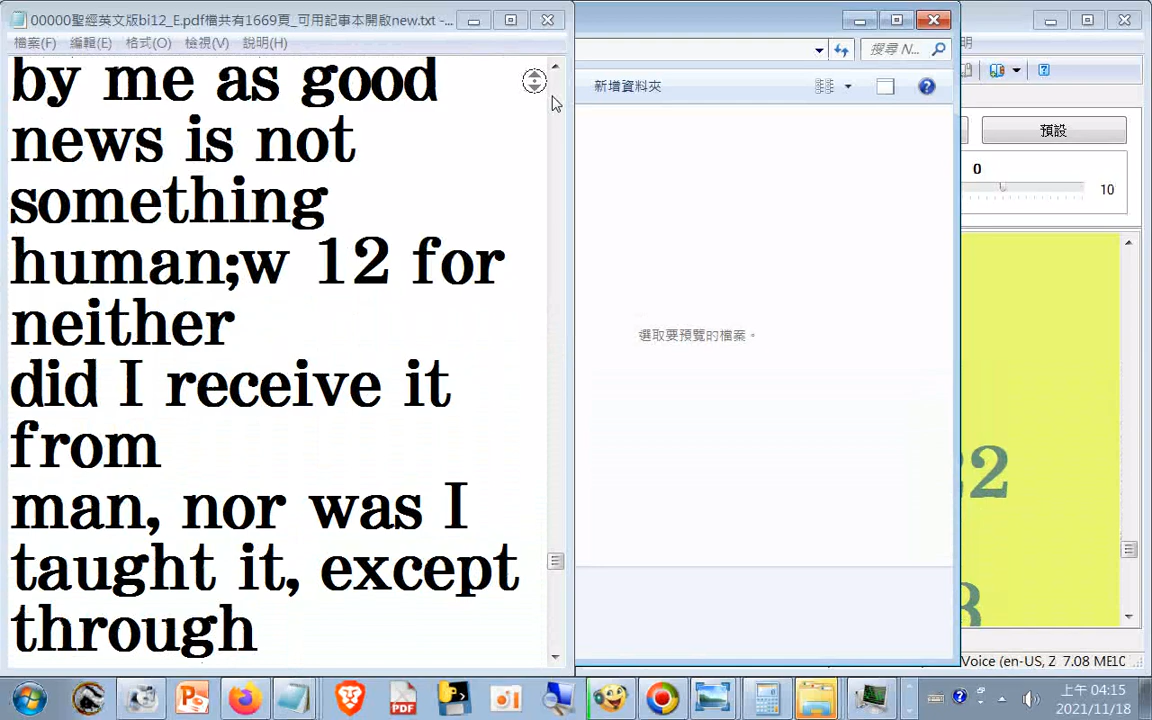 00000聖經英文版bi12_E.pdf檔共有1669頁_可用記事本開啟new.txt -...
檔案(F) 編輯(E) 格式(O) 檢視(V) 說明(H)
by me as good
news is not
something
human;w 12 for
neither
did I receive it
from
man, nor was I
taught it, except
through
搜尋 N...
新增資料夾
選取要預覽的檔案。
明
預設
0
10
2
3
Voice (en-US, Z 7.08 ME1C
PDF
上午 04:15
2021/11/18